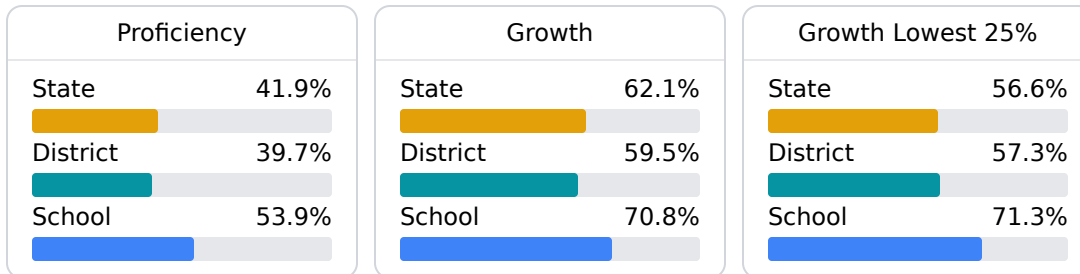 Proficiency
State 41.9%
District 39.7%
School 53.9%
Growth
State 62.1%
District 59.5%
School 70.8%
Growth Lowest 25%
State 56.6%
District 57.3%
School 71.3%